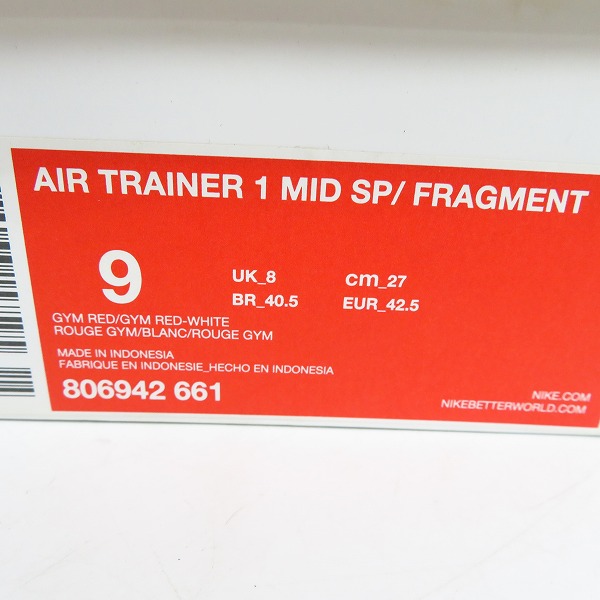 AIR TRAINER 1 MID SP/ FRAGMENT
9
UK_8 cm_27
BR_40.5 EUR_42.5
GYM RED/GYM RED-WHITE
ROUGE GYM/BLANC/ROUGE GYM
MADE IN INDONESIA
FABRIQUE EN INDONESIE_HECHO EN INDONESIA
806942 661
NIKE.COM
NIKEBETTERWORLD.COM